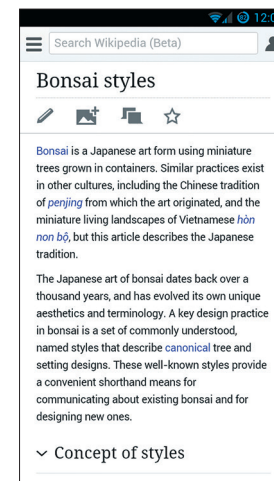 12:0
Search Wikipedia (Beta)
Bonsai styles
Bonsai is a Japanese art form using miniature
trees grown in containers. Similar practices exist
in other cultures, including the Chinese tradition
of penjing from which the art originated, and the
miniature living landscapes of Vietnamese hòn
non bộ, but this article describes the Japanese
tradition.
The Japanese art of bonsai dates back over a
thousand years, and has evolved its own unique
aesthetics and terminology. A key design practice
in bonsai is a set of commonly understood,
named styles that describe canonical tree and
setting designs. These well-known styles provide
a convenient shorthand means for
communicating about existing bonsai and for
designing new ones.
Concept of styles